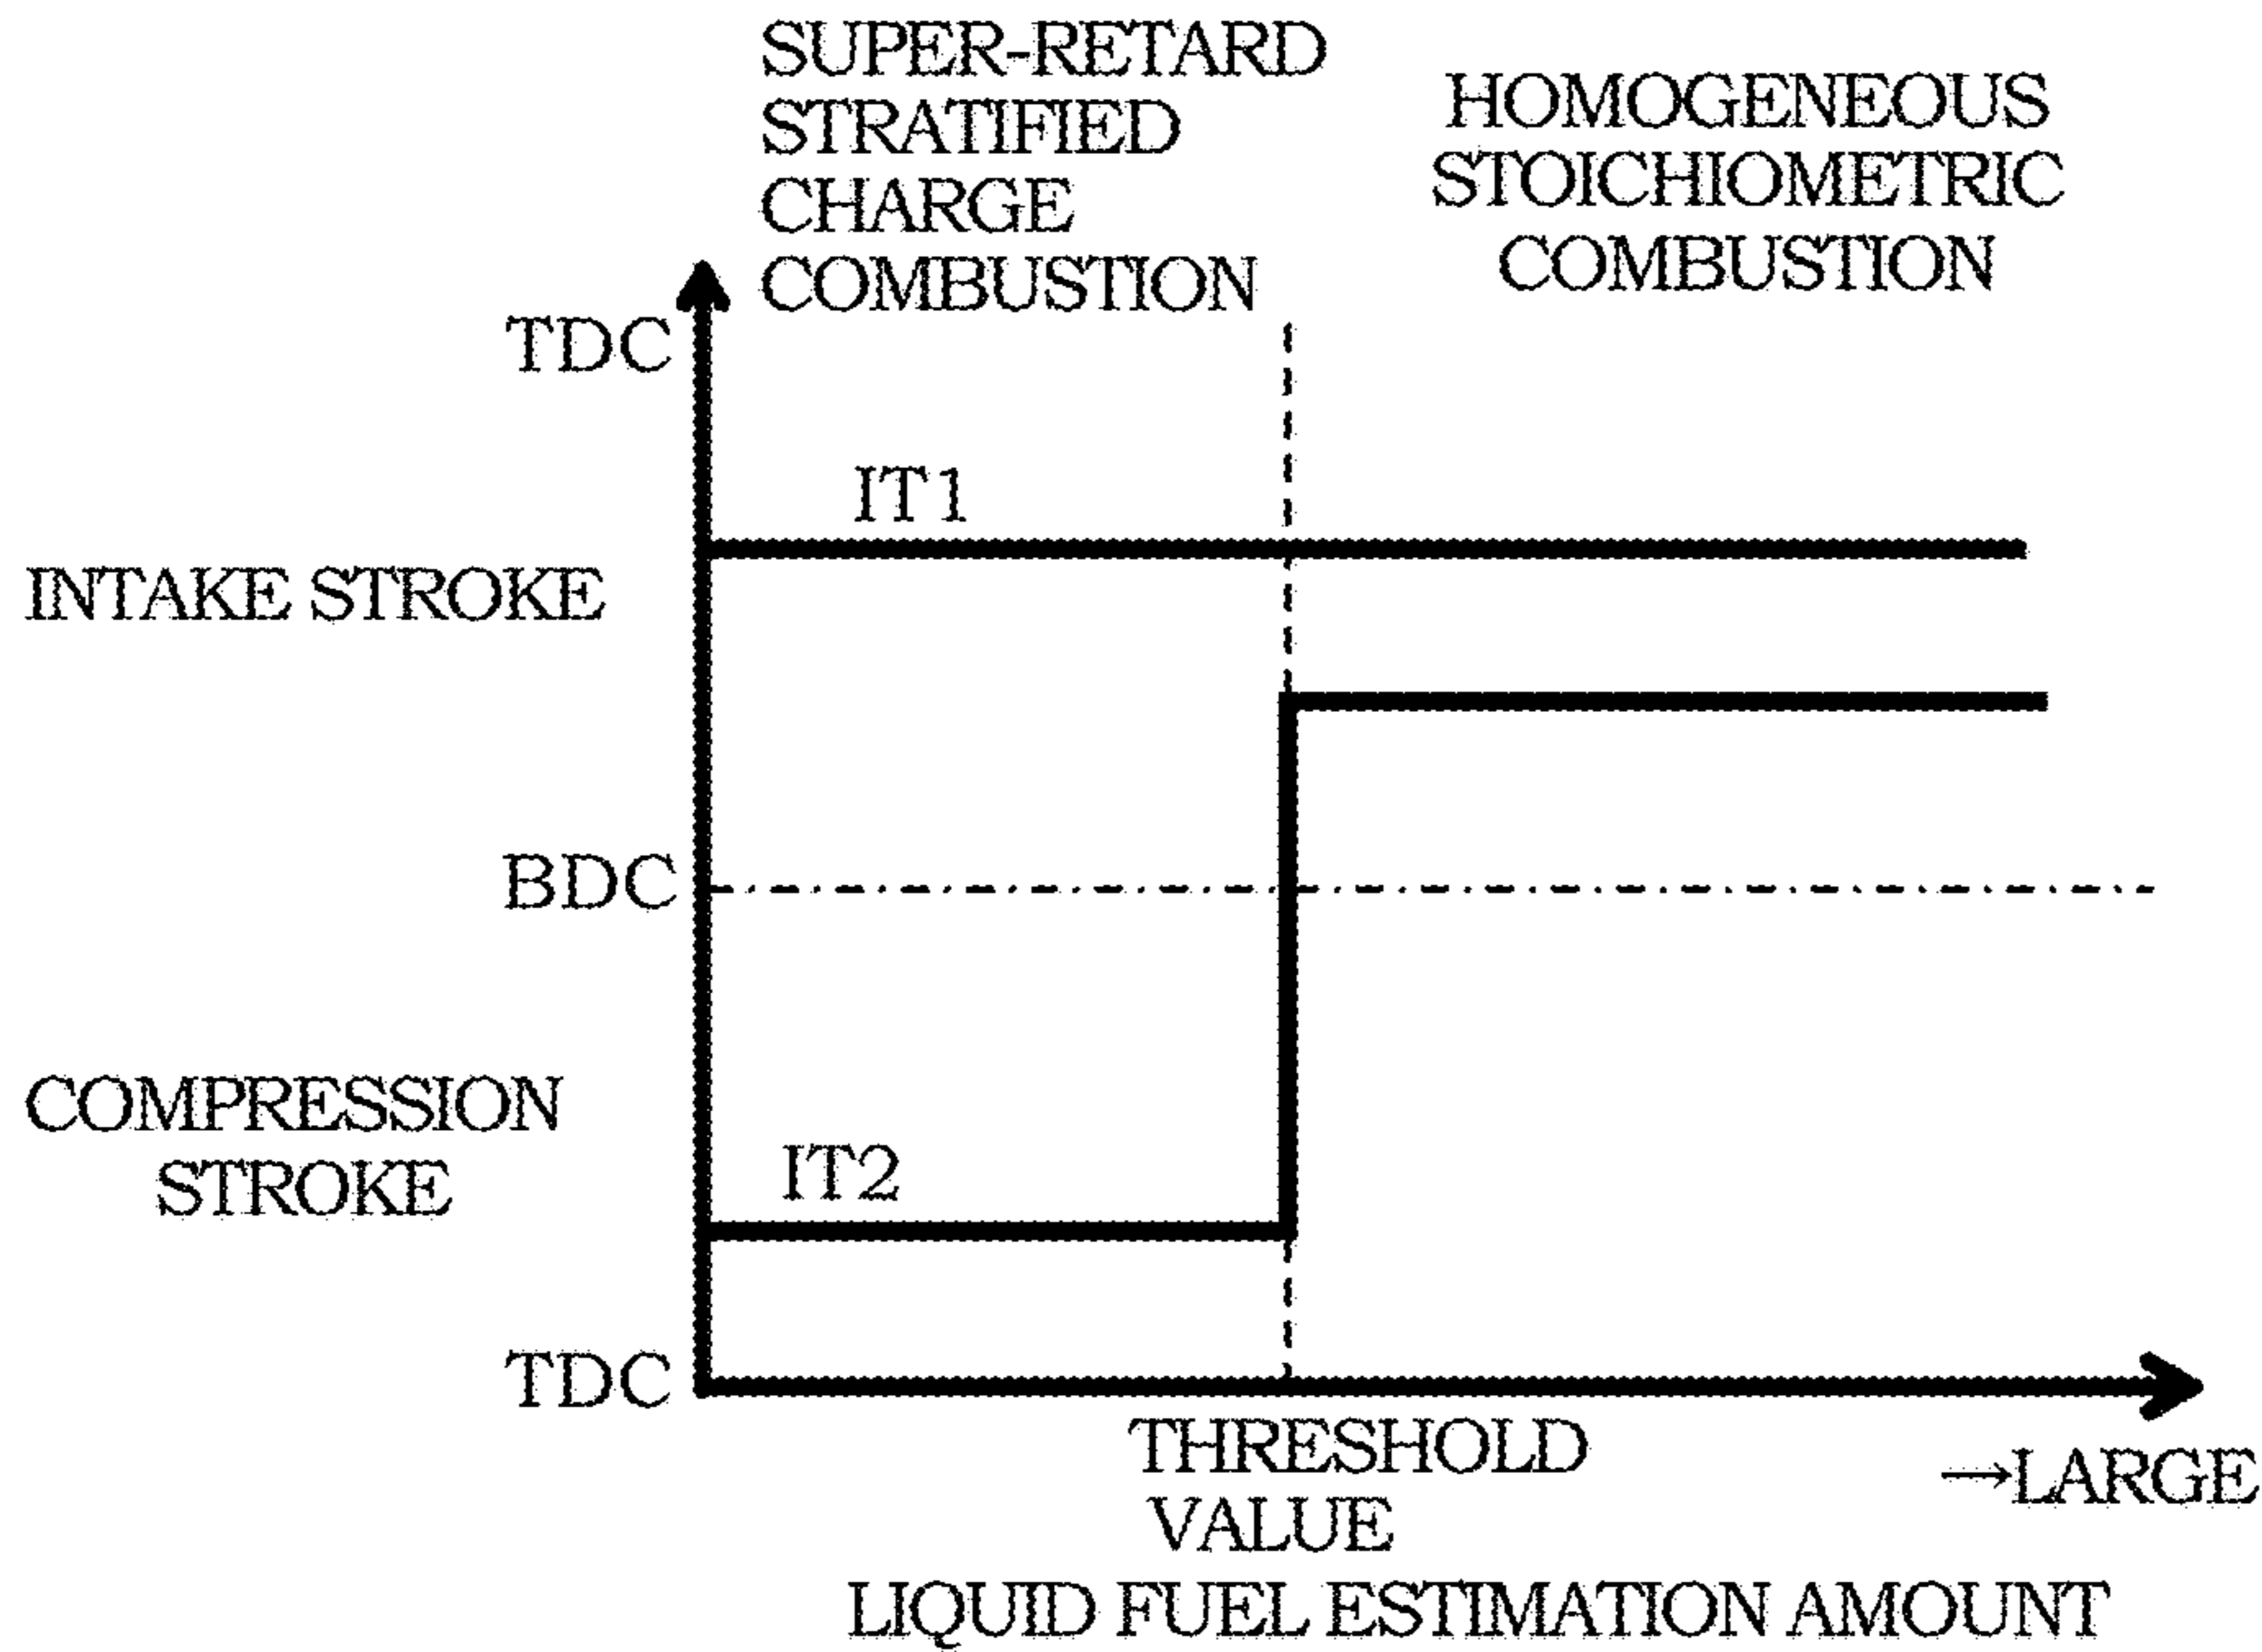 SUPER-RETARD
STRATIFIED
CHARGE
COMBUSTION
HOMOGENEOUS
STOICHIOMETRIC
COMBUSTION
TDC
IT1
INTAKE STROKE
BDC
COMPRESSION
STROKE
IT2
TDC
THRESHOLD
VALUE
→LARGE
LIQUID FUEL ESTIMATION AMOUNT